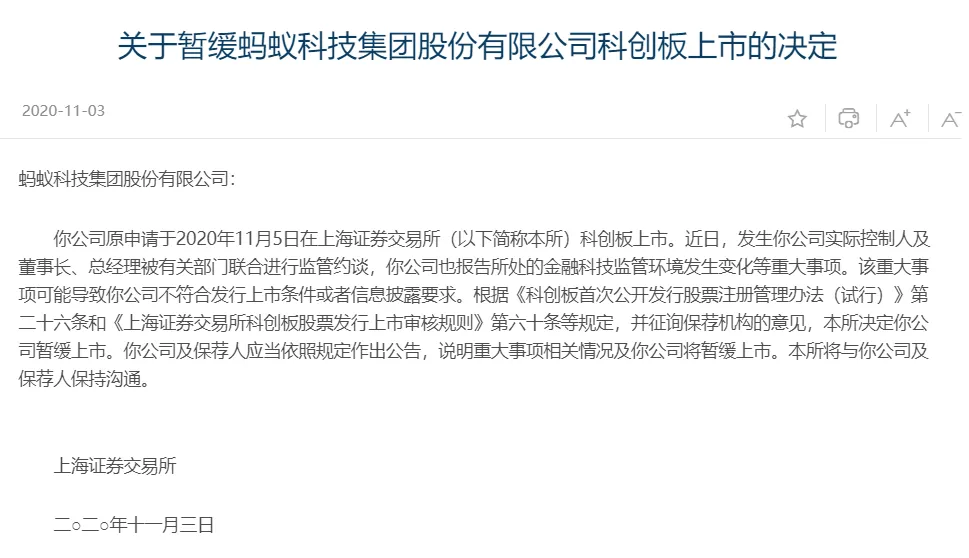 关于暂缓蚂蚁科技集团股份有限公司科创板上市的决定
2020-11-03
A+
A-
蚂蚁科技集团股份有限公司：
你公司原申请于2020年11月5日在上海证券交易所（以下简称本所）科创板上市。近日，发生你公司实际控制人及
董事长、总经理被有关部门联合进行监管约谈，你公司也报告所处的金融科技监管环境发生变化等重大事项。该重大事
项可能导致你公司不符合发行上市条件或者信息披露要求。根据《科创板首次公开发行股票注册管理办法（试行）》第
二十六条和《上海证券交易所科创板股票发行上市审核规则》第六十条等规定，并征询保荐机构的意见，本所决定你公
司暂缓上市。你公司及保荐人应当依照规定作出公告，说明重大事项相关情况及你公司将暂缓上市。本所将与你公司及
保荐人保持沟通。
上海证券交易所
二○二○年十一月三日